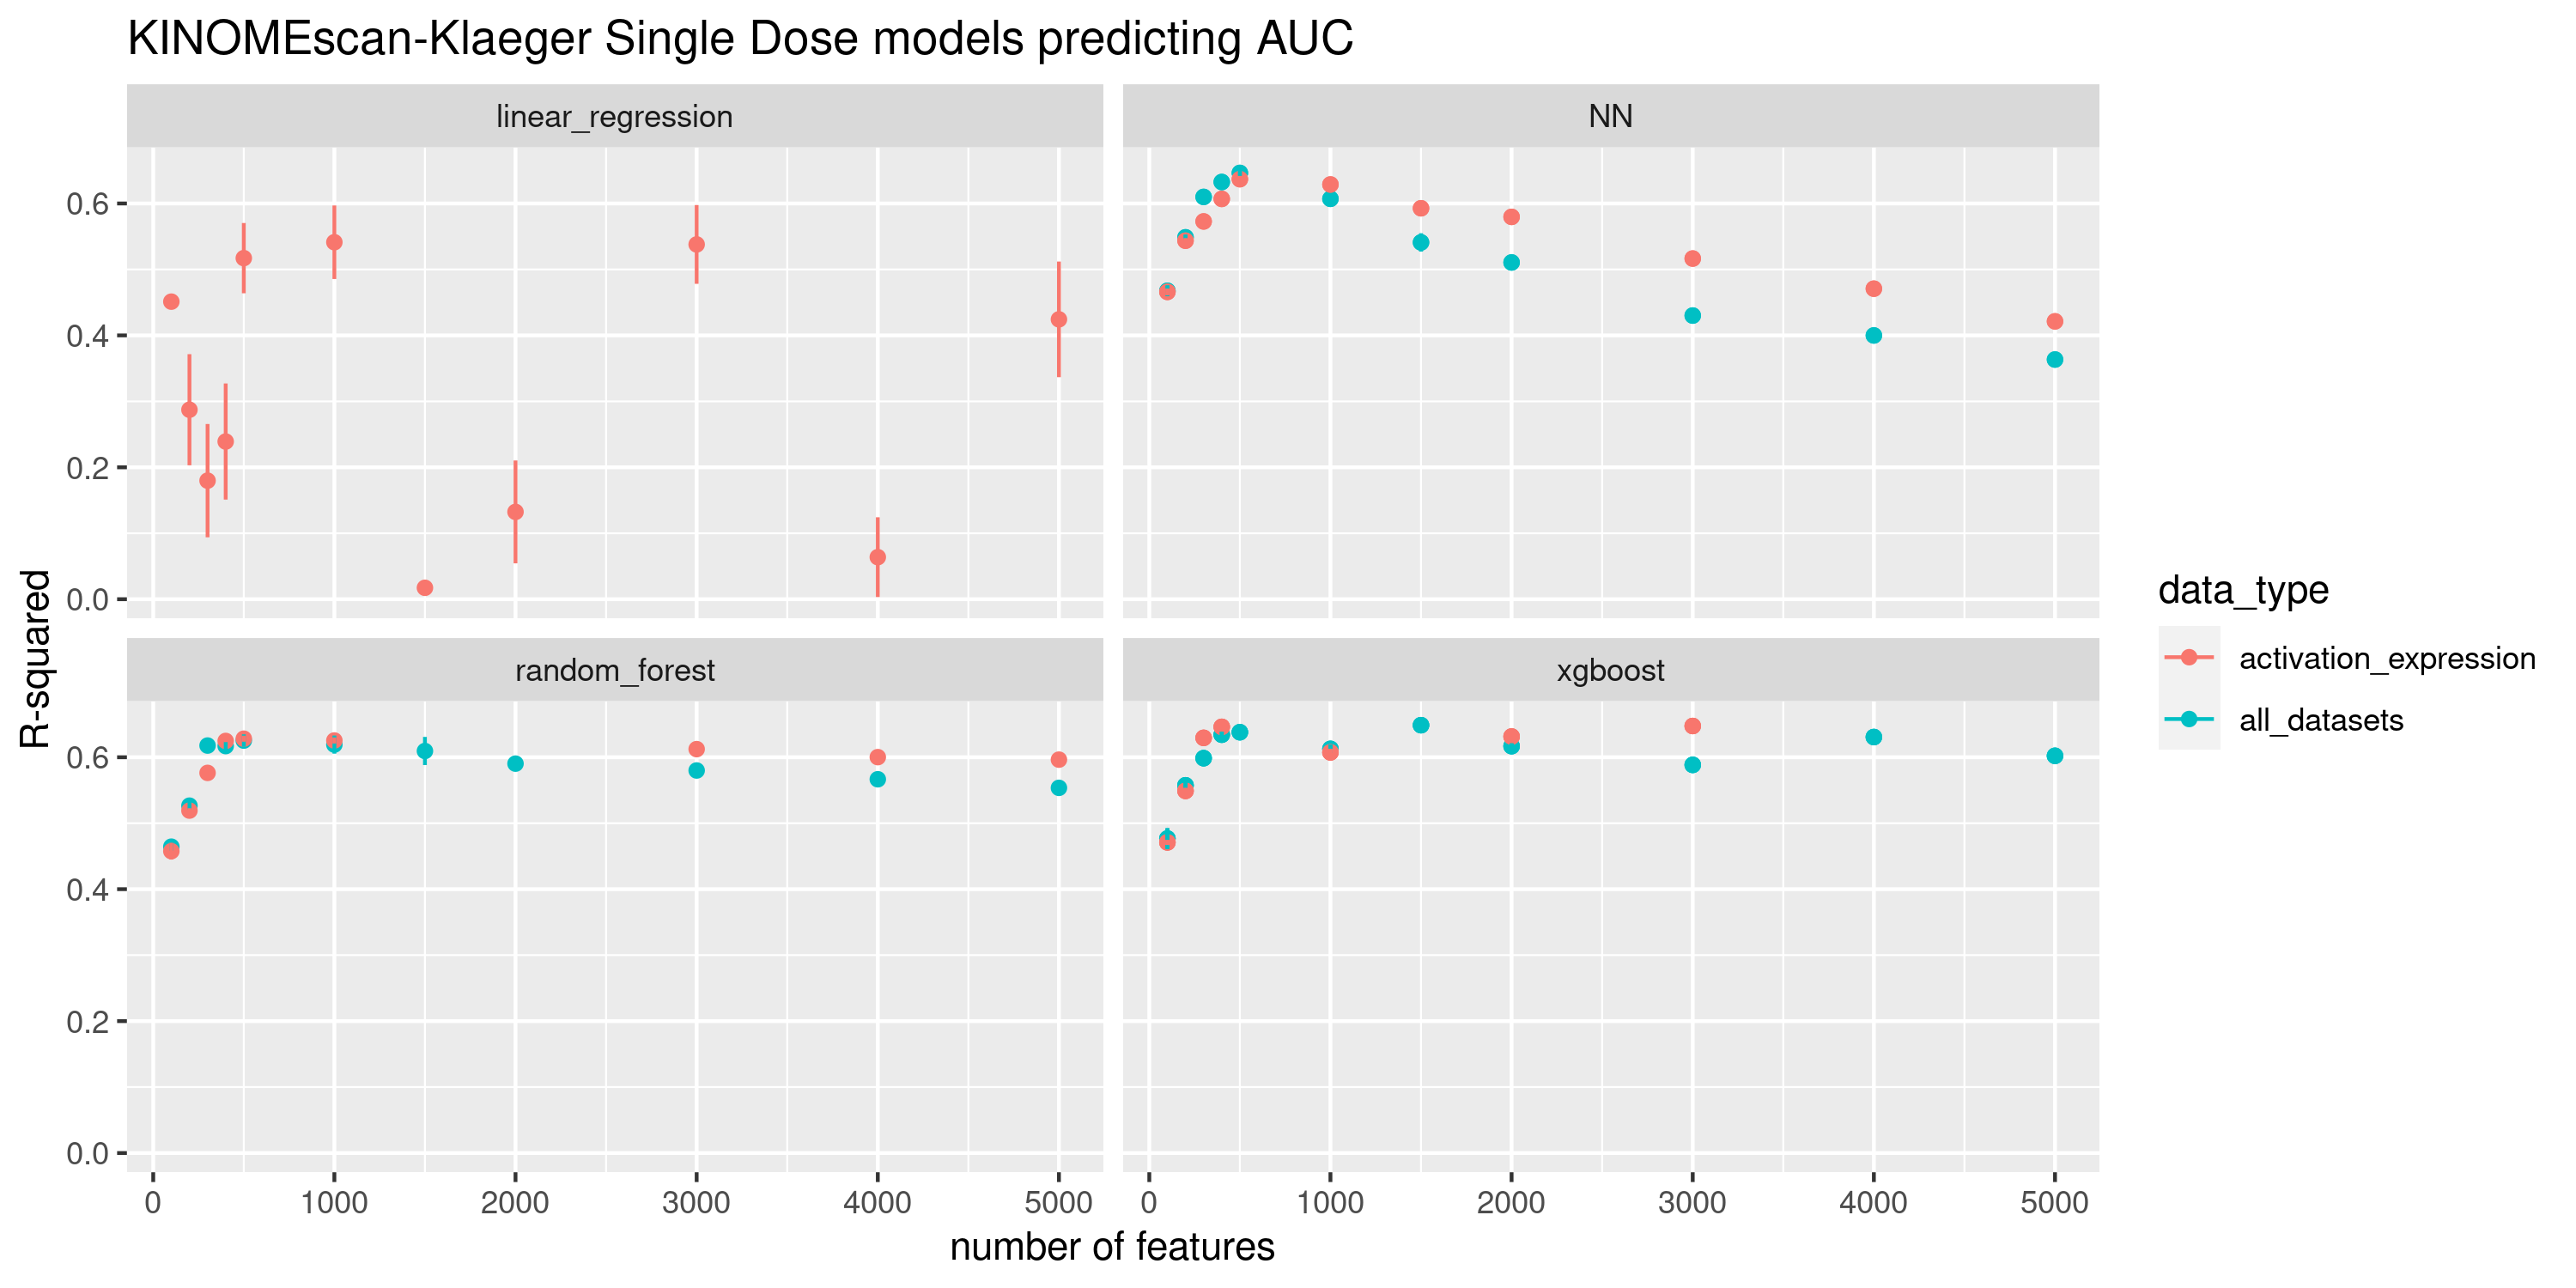 KINOMEscan-Klaeger Single Dose models predicting AUC
linear_regression
NN
0.6
0.4
0.2
0.0
random_forest
xgboost
0.6
0.4
0.2
0.0
0 1000 2000 3000 4000 5000
0 1000 2000 3000 4000 5000
number of features
R-squared
data_type
activation_expression
all_datasets